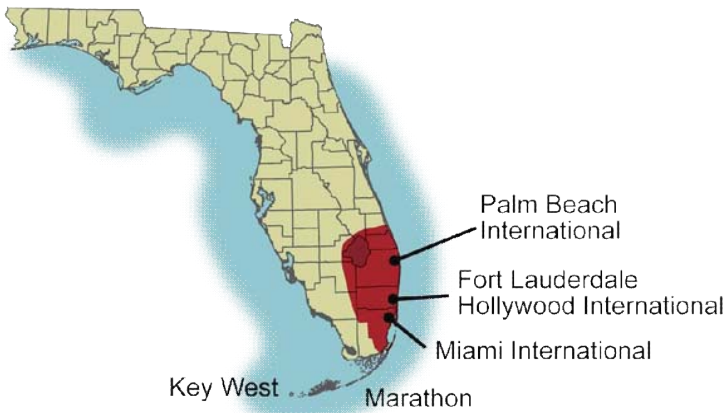 Palm Beach
International
Fort Lauderdale
Hollywood International
Miami International
Key West
Marathon